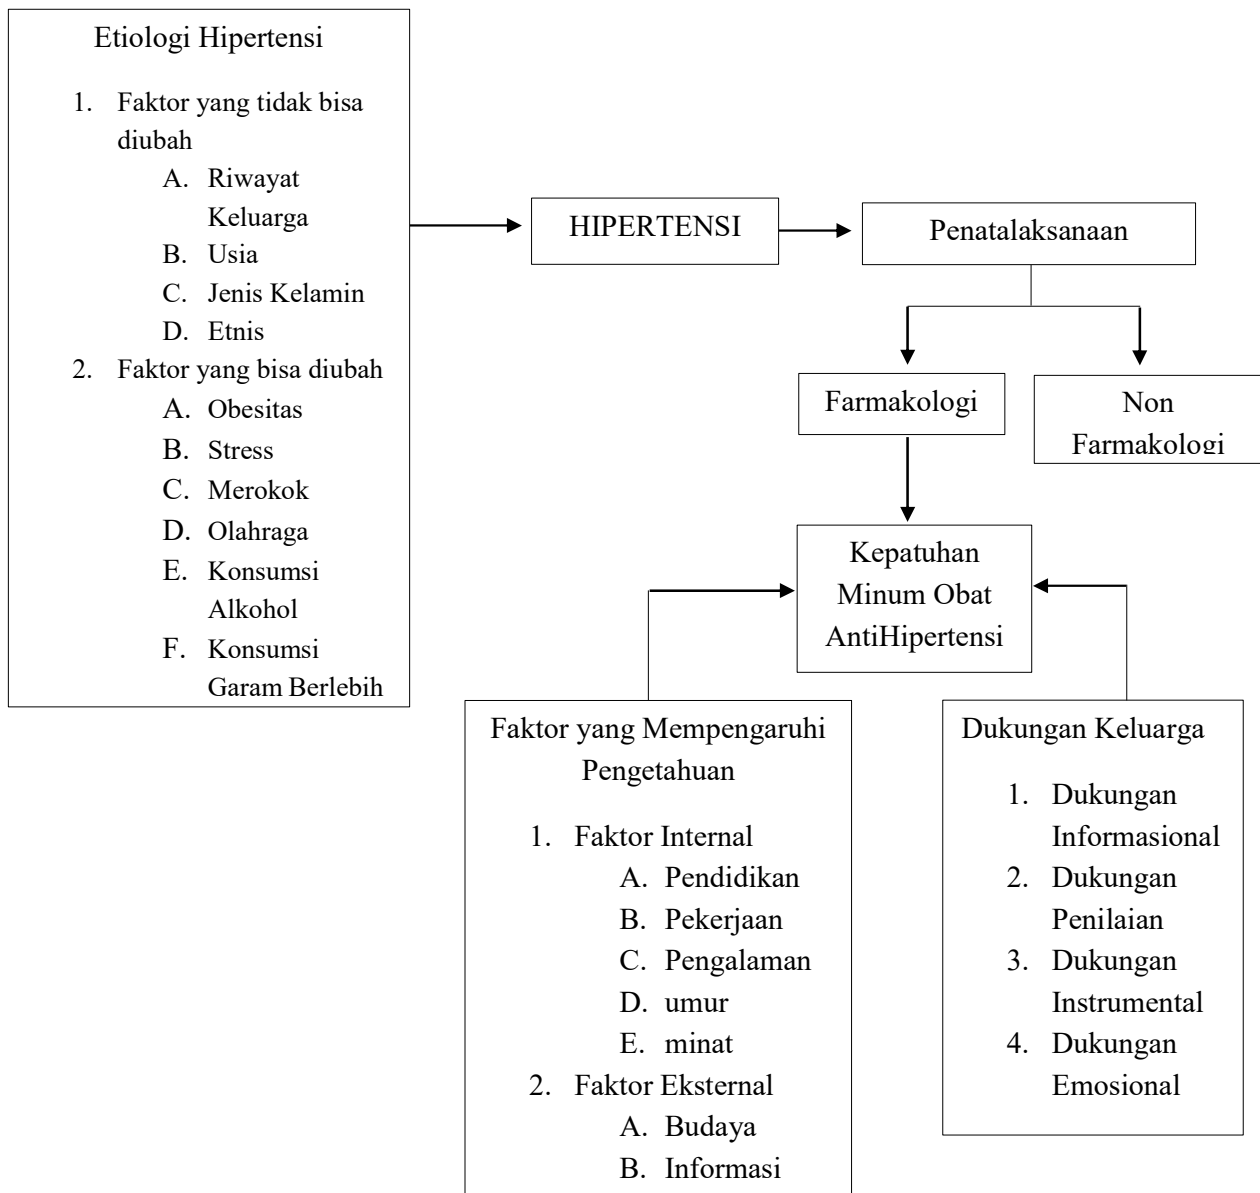 Etiologi Hipertensi
1. Faktor yang tidak bisa
diubah
A. Riwayat
Keluarga
B. Usia
C. Jenis Kelamin
D. Etnis
2. Faktor yang bisa diubah
A. Obesitas
B. Stress
C. Merokok
D. Olahraga
E. Konsumsi
Alkohol
F. Konsumsi
Garam Berlebih
HIPERTENSI
Penatalaksanaan
Farmakologi
Non
Farmakologi
Kepatuhan
Minum Obat
AntiHipertensi
Faktor yang Mempengaruhi
Pengetahuan
1. Faktor Internal
A. Pendidikan
B. Pekerjaan
C. Pengalaman
D. umur
E. minat
2. Faktor Eksternal
A. Budaya
B. Informasi
Dukungan Keluarga
1. Dukungan
Informasional
2. Dukungan
Penilaian
3. Dukungan
Instrumental
4. Dukungan
Emosional